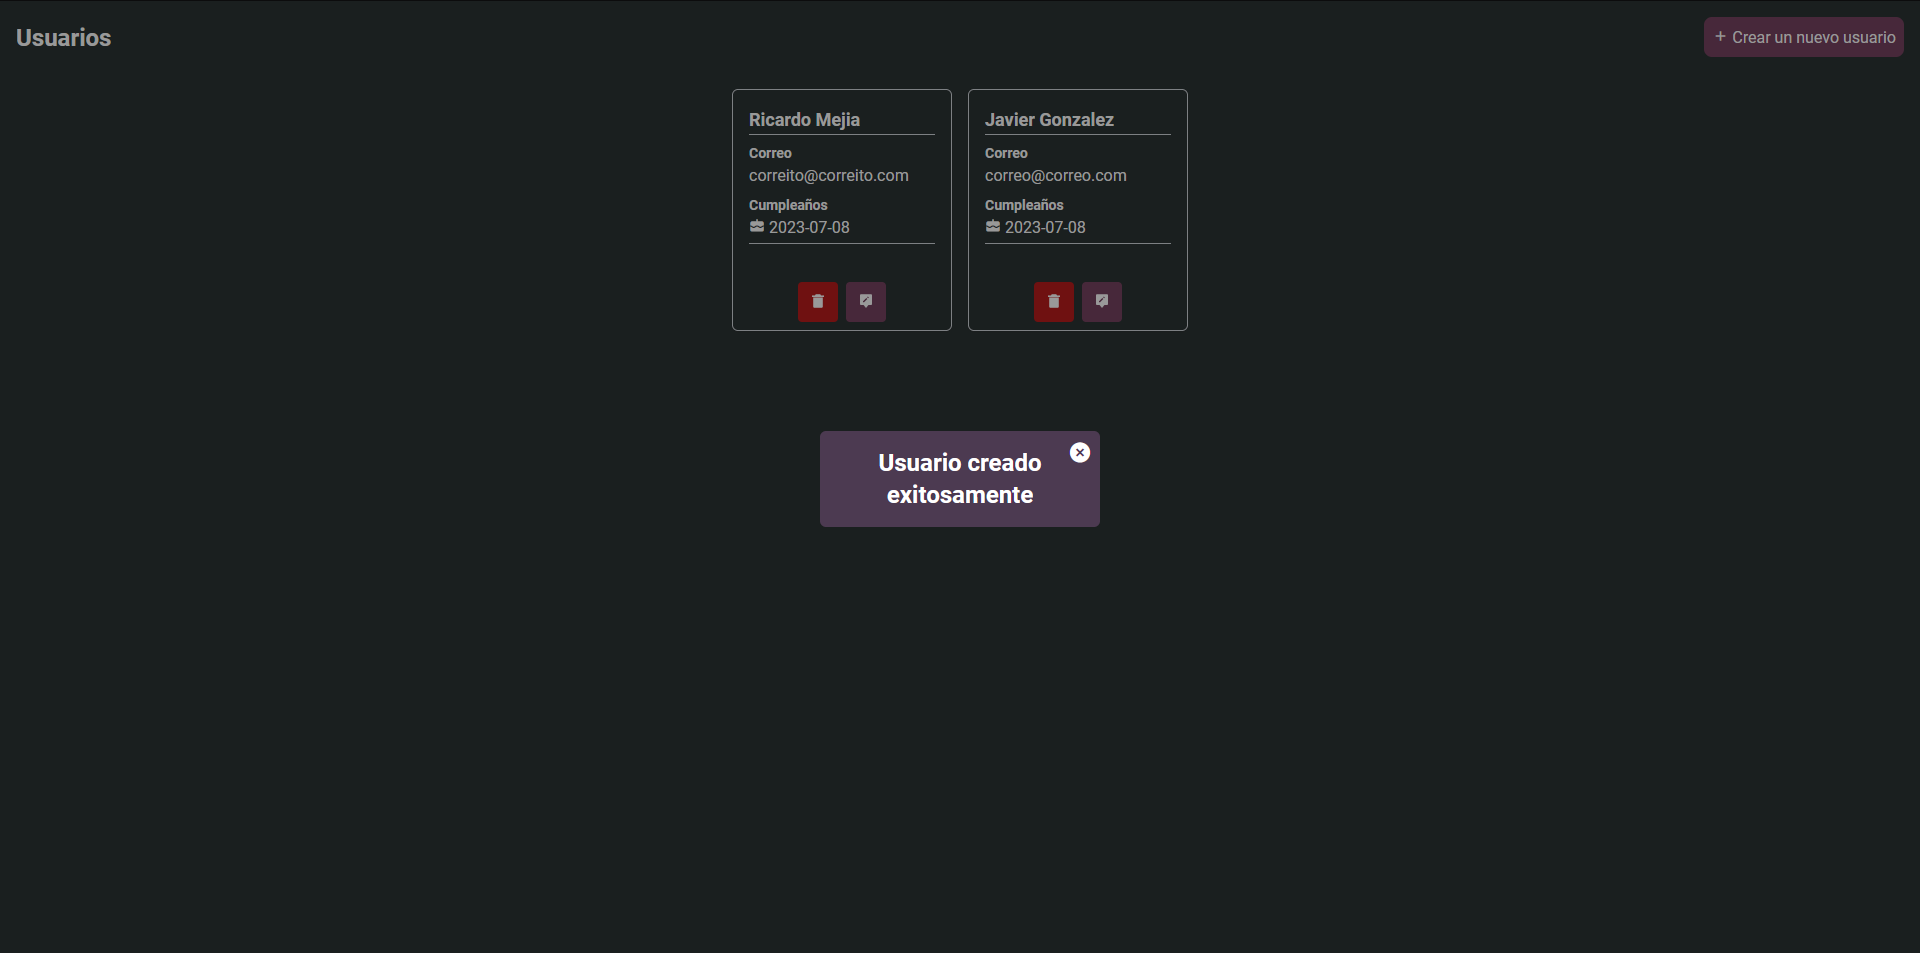 Usuarios
+ Crear un nuevo usuario
Ricardo Mejia
Correo
correito@correito.com
Cumpleaños
2023-07-08
Javier Gonzalez
Correo
correo@correo.com
Cumpleaños
2023-07-08
Usuario creado
exitosamente